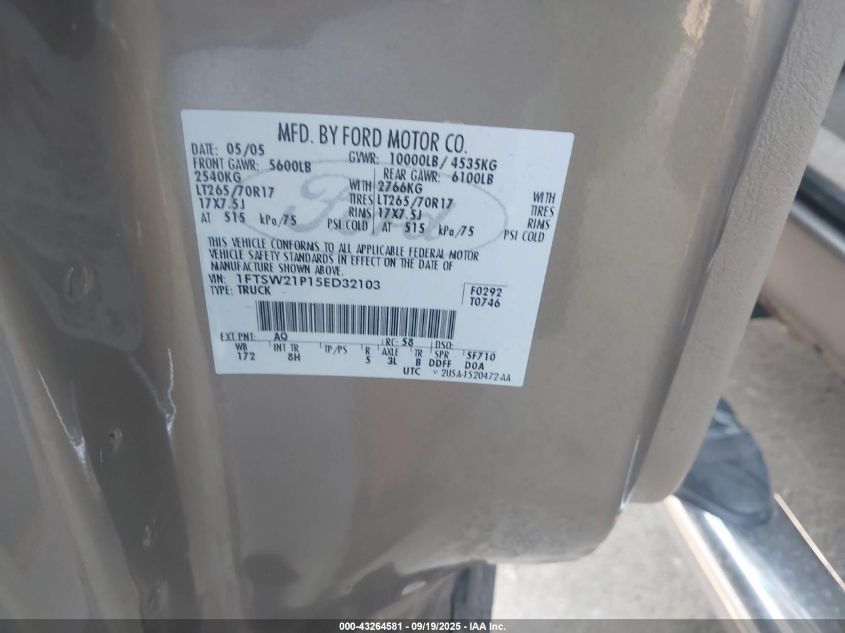 MFD. BY FORD MOTOR CO.
DATE: 05/05 GVWR: 10000LB/ 4535KG
FRONT GAWR: 5600LB REAR GAWR: 6100LB
2540KG WITH 2766KG WITH
LT265/70R17 TIRES LT265/70R17 TIRES
17X7.5J RIMS 17X7.5J RIMS
AT 515 kPa/75 PSI COLD AT 515 kPa/75 PSI COLD
THIS VEHICLE CONFORMS TO ALL APPLICABLE FEDERAL MOTOR
VEHICLE SAFETY STANDARDS IN EFFECT ON THE DATE OF
MANUFACTURE SHOWN ABOVE.
VIN: 1FTSW21P15ED32103 F0292
TYPE: TRUCK T0746
EXT PNT: AQ RC: 58 DSO:
WB INT TR TP/PS R AXLE TR SPR 5F710
172 8H 5 3L B DDFF D0A
UTC ▿ 2USA-1520472-AA
Ford
000-43264581 - 09/19/2025 - IAA Inc.